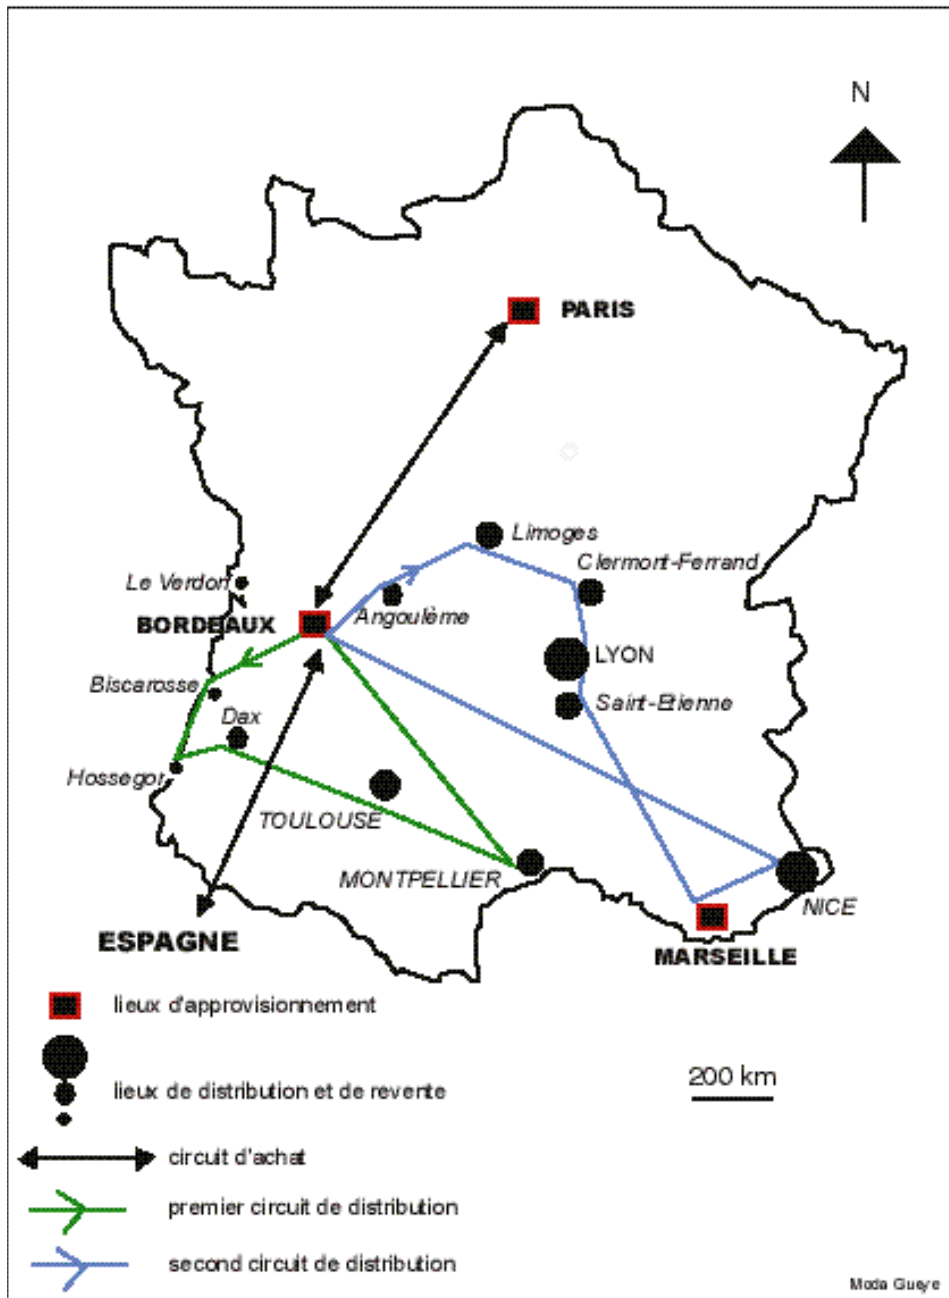 N
PARIS
Limoges
Clermont-Ferrand
Le Verdon
BORDEAUX
Angoulème
LYON
Biscarosse
Saint-Etienne
Dax
Hossegor
TOULOUSE
MONTPELLIER
NICE
ESPAGNE
MARSEILLE
lieux d'approvisionnement
200 km
lieux de distribution et de revente
circuit d'achat
premier circuit de distribution
second circuit de distribution
Moda Gueye